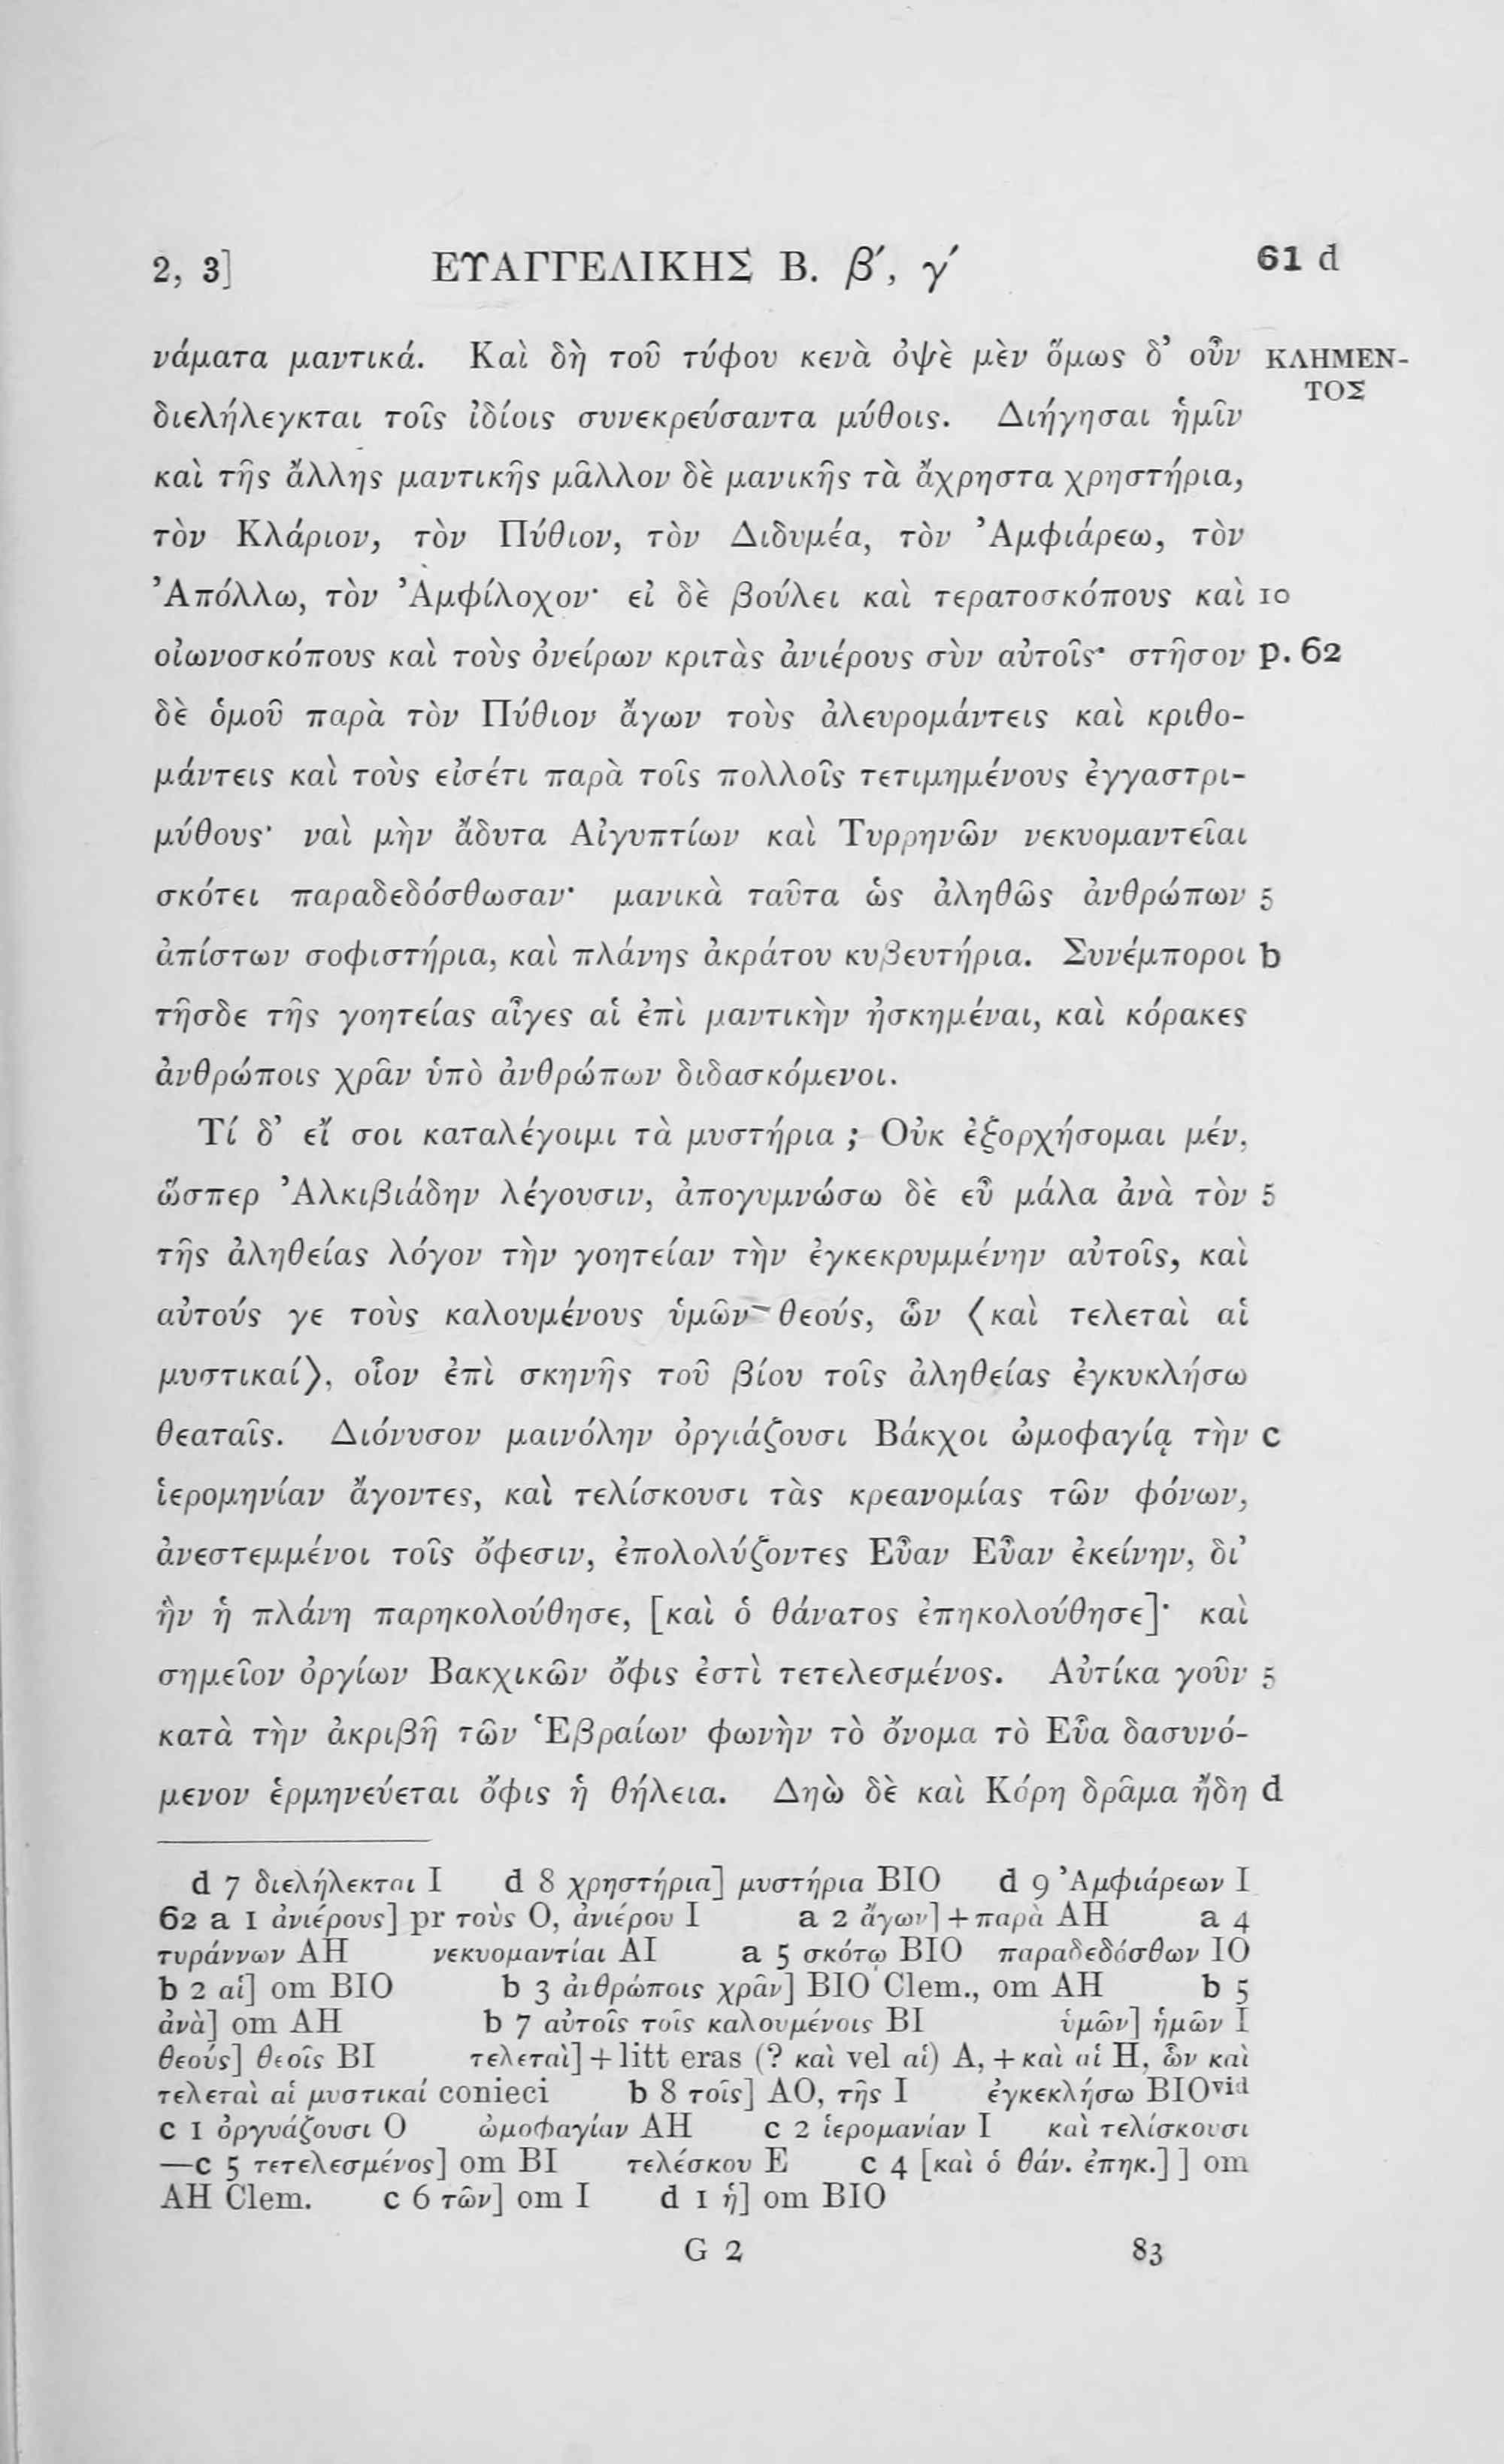 2, 3] ΕΥΑΓΓΕΛΙΚΗΣ Β. β′, γ′ 61 d
νάματα μαντικά. Καὶ δὴ τοῦ τύφου κενὰ ὀψὲ μὲν ὅμως δ’ οὖν ΚΛΗΜΕΝ-
ΤΟΣ
διελήλεγκται τοῖς ἰδίοις συνεκρεύσαντα μύθοις. Διήγησαι ἡμῖν
καὶ τῆς ἄλλης μαντικῆς μᾶλλον δὲ μανικῆς τὰ ἄχρηστα χρηστήρια,
τὸν Κλάριον, τὸν Πύθιον, τὸν Διδυμέα, τὸν Ἀμφιάρεω, τὸν
Ἀπόλλω, τὸν Ἀμφίλοχον· εἰ δὲ βούλει καὶ τερατοσκόπους καὶ 10
οἰωνοσκόπους καὶ τοὺς ὀνείρων κριτὰς ἀνιέρους σὺν αὐτοῖς· στῆσον p. 62
δὲ ὁμοῦ παρὰ τὸν Πύθιον ἄγων τοὺς ἀλευρομάντεις καὶ κριθο-
μάντεις καὶ τοὺς εἰσέτι παρὰ τοῖς πολλοῖς τετιμημένους ἐγγαστρι-
μύθους· ναὶ μὴν ἄδυτα Αἰγυπτίων καὶ Τυρρηνῶν νεκυομαντεῖαι
σκότει παραδεδόσθωσαν· μανικὰ ταῦτα ὡς ἀληθῶς ἀνθρώπων 5
ἀπίστων σοφιστήρια, καὶ πλάνης ἀκράτου κυβευτήρια. Συνέμποροι b
τῆσδε τῆς γοητείας αἶγες αἱ ἐπὶ μαντικὴν ἠσκημέναι, καὶ κόρακες
ἀνθρώποις χρᾶν ὑπὸ ἀνθρώπων διδασκόμενοι.
Τί δ’ εἴ σοι καταλέγοιμι τὰ μυστήρια ; Οὐκ ἐξορχήσομαι μέν,
ὥσπερ Ἀλκιβιάδην λέγουσιν, ἀπογυμνώσω δὲ εὖ μάλα ἀνὰ τὸν 5
τῆς ἀληθείας λόγον τὴν γοητείαν τὴν ἐγκεκρυμμένην αὐτοῖς, καὶ
αὐτούς γε τοὺς καλουμένους ὑμῶν θεούς, ὧν ⟨καὶ τελεταὶ αἱ
μυστικαί⟩, οἷον ἐπὶ σκηνῆς τοῦ βίου τοῖς ἀληθείας ἐγκυκλήσω
θεαταῖς. Διόνυσον μαινόλην ὀργιάζουσι Βάκχοι ὠμοφαγίᾳ τὴν c
ἱερομηνίαν ἄγοντες, καὶ τελίσκουσι τὰς κρεανομίας τῶν φόνων,
ἀνεστεμμένοι τοῖς ὄφεσιν, ἐπολολύζοντες Εὖαν Εὖαν ἐκείνην, δι’
ἣν ἡ πλάνη παρηκολούθησε, [καὶ ὁ θάνατος ἐπηκολούθησε]· καὶ
σημεῖον ὀργίων Βακχικῶν ὄφις ἐστὶ τετελεσμένος. Αὐτίκα γοῦν 5
κατὰ τὴν ἀκριβῆ τῶν Ἑβραίων φωνὴν τὸ ὄνομα τὸ Εὖα δασυνό-
μενον ἑρμηνεύεται ὄφις ἡ θήλεια. Δηὼ δὲ καὶ Κόρη δρᾶμα ἤδη d
d 7 διελήλεκται I d 8 χρηστήρια] μυστήρια BIO d 9 Ἀμφιάρεων I
62 a 1 ἀνιέρους] pr τοὺς O, ἀνιέρου I a 2 ἄγων] + παρὰ AH a 4
τυράννων AH νεκυομαντίαι AI a 5 σκότῳ BIO παραδεδόσθων IO
b 2 αἱ] om BIO b 3 ἀνθρώποις χρᾶν] BIO Clem., om AH b 5
ἀνὰ] om AH b 7 αὐτοῖς τοῖς καλουμένοις BI ὑμῶν] ἡμῶν I
θεούς] θεοῖς BI τελεταὶ] + litt eras (? καὶ vel αἱ) A, + καὶ αἱ H, ὧν καὶ
τελεταὶ αἱ μυστικαί conieci b 8 τοῖς] AO, τῆς I ἐγκεκλήσω BIOvid
c 1 ὀργυάζουσι O ὠμοφαγίαν AH c 2 ἱερομανίαν I καὶ τελίσκουσι
—c 5 τετελεσμένος] om BI τελέσκου E c 4 [καὶ ὁ θάν. ἐπηκ.] ] om
AH Clem. c 6 τῶν] om I d 1 ἡ] om BIO
G 2 83